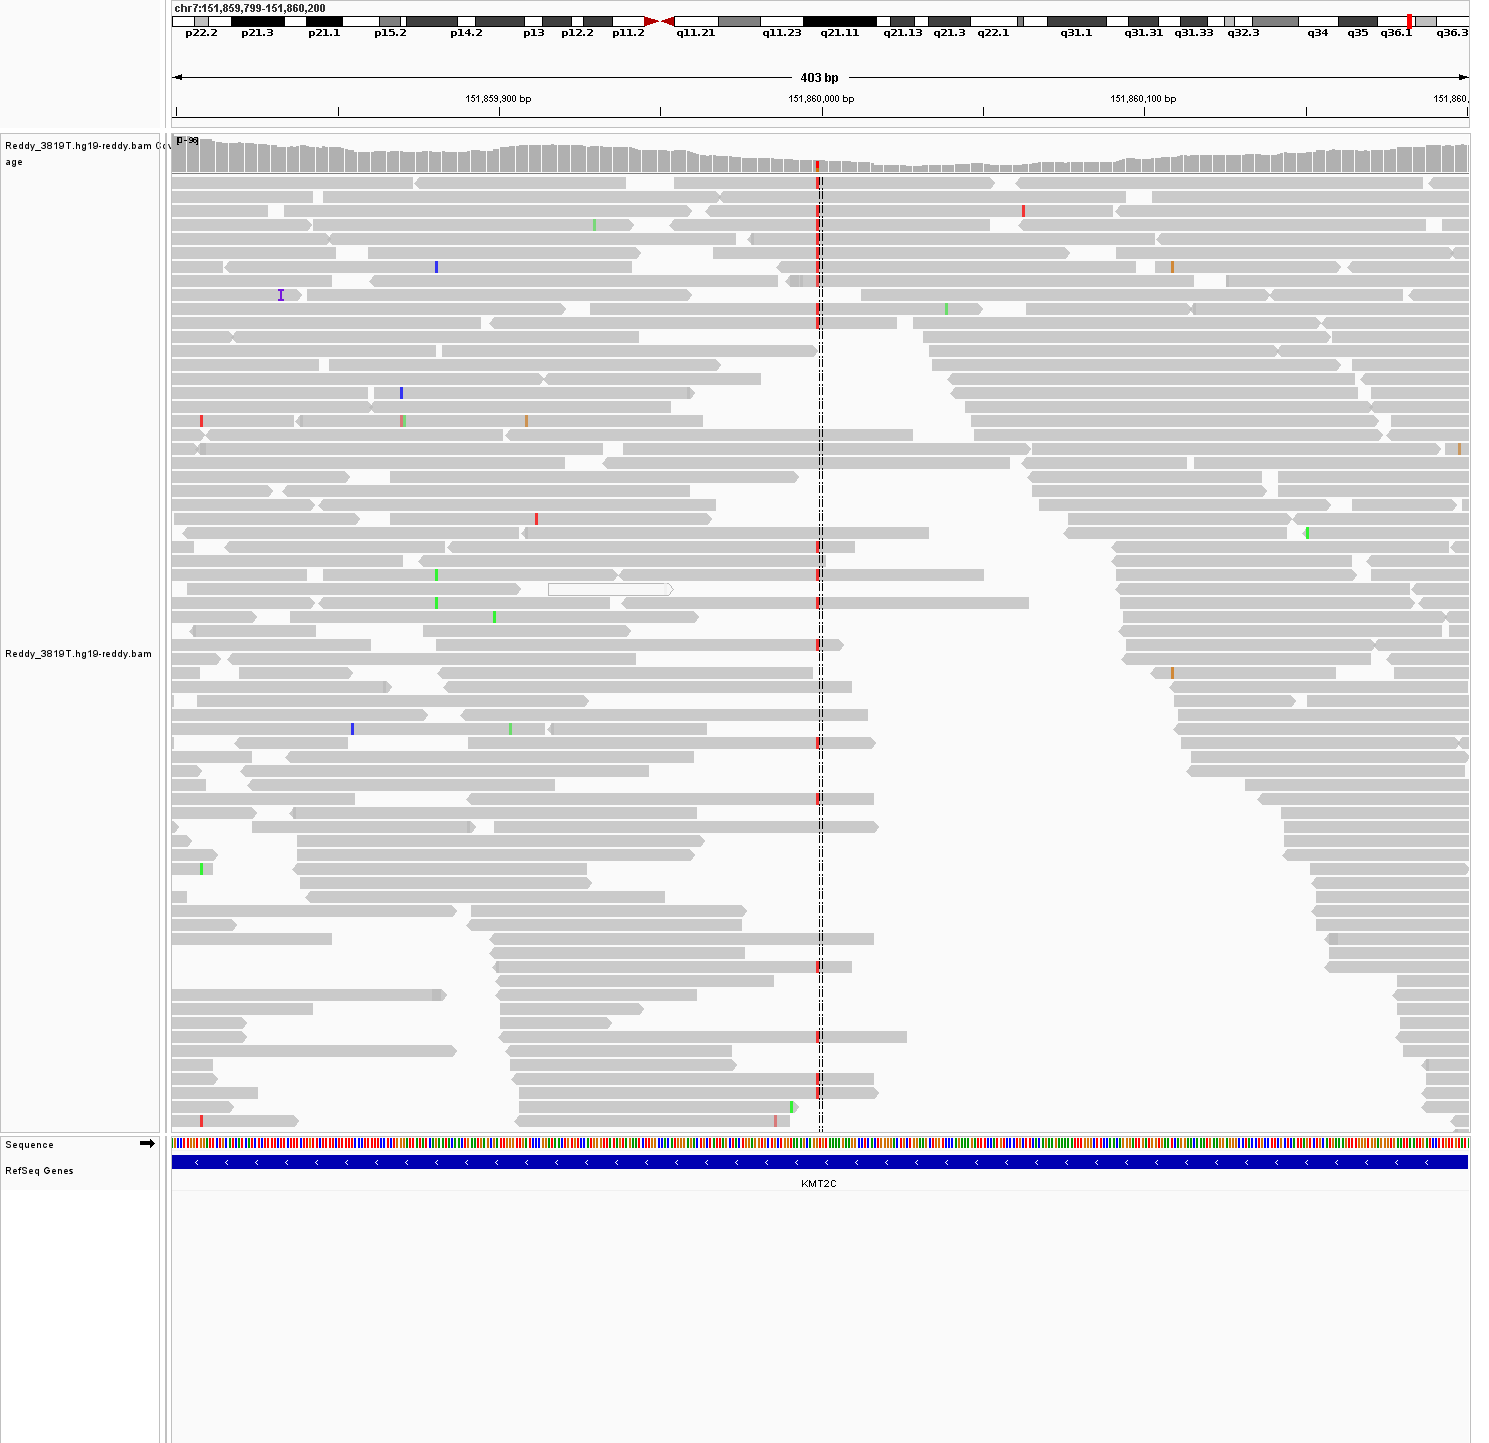 chr7:151,859,799-151,860,200
p22.2 p21.3 p21.1 p15.2 p14.2 p13 p12.2 p11.2 q11.21 q11.23 q21.11 q21.13 q21.3 q22.1 q31.1 q31.31 q31.33 q32.3 q34 q35 q36.1 q36.3
403 bp
151,859,900 bp 151,860,000 bp 151,860,100 bp 151,860,
Reddy_3819T.hg19-reddy.bam Cov
age
Reddy_3819T.hg19-reddy.bam
Sequence
RefSeq Genes
KMT2C